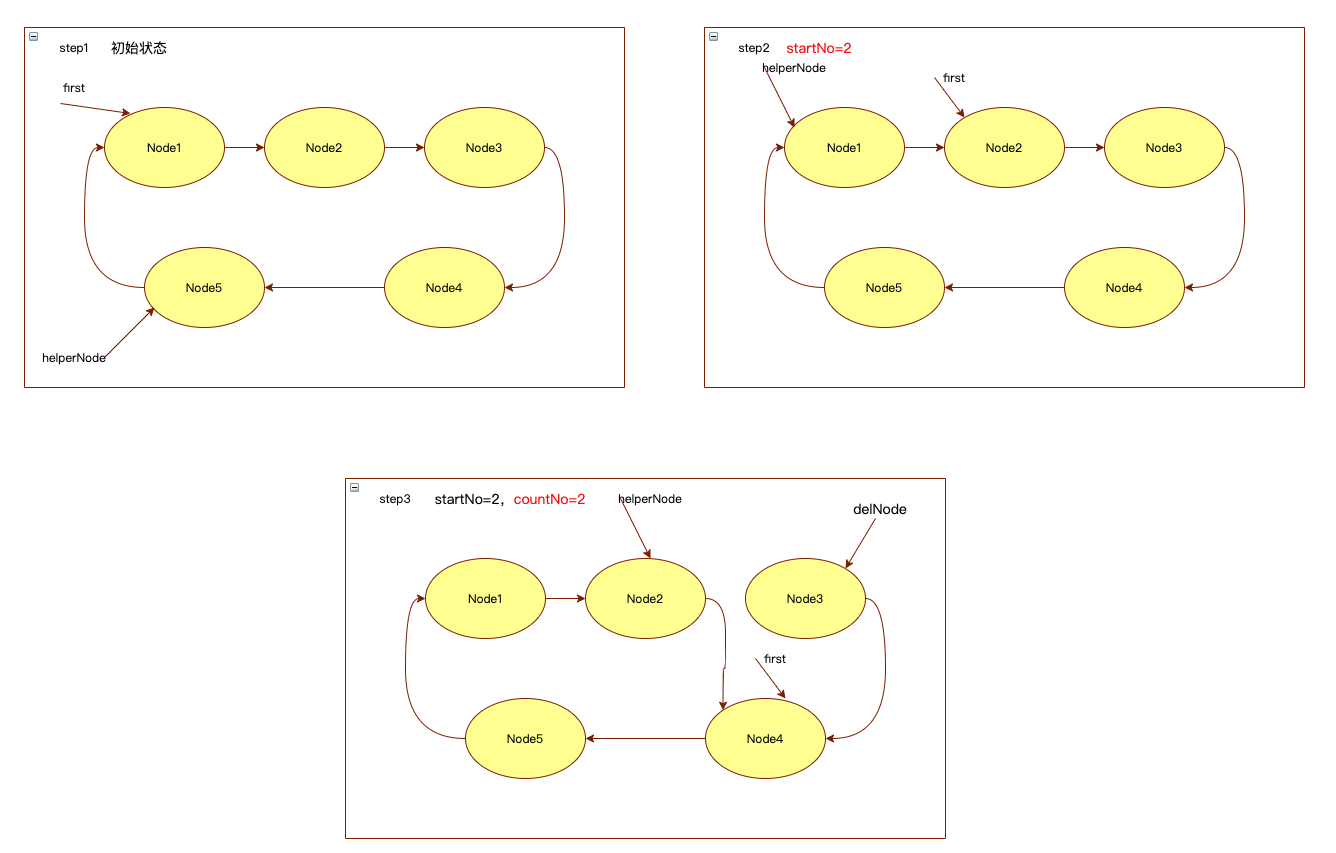 step1 初始状态
first
Node1 Node2 Node3
Node5 Node4
helperNode
step2 startNo=2
helperNode
first
Node1 Node2 Node3
Node5 Node4
step3 startNo=2，countNo=2 helperNode
delNode
Node1 Node2 Node3
first
Node5 Node4